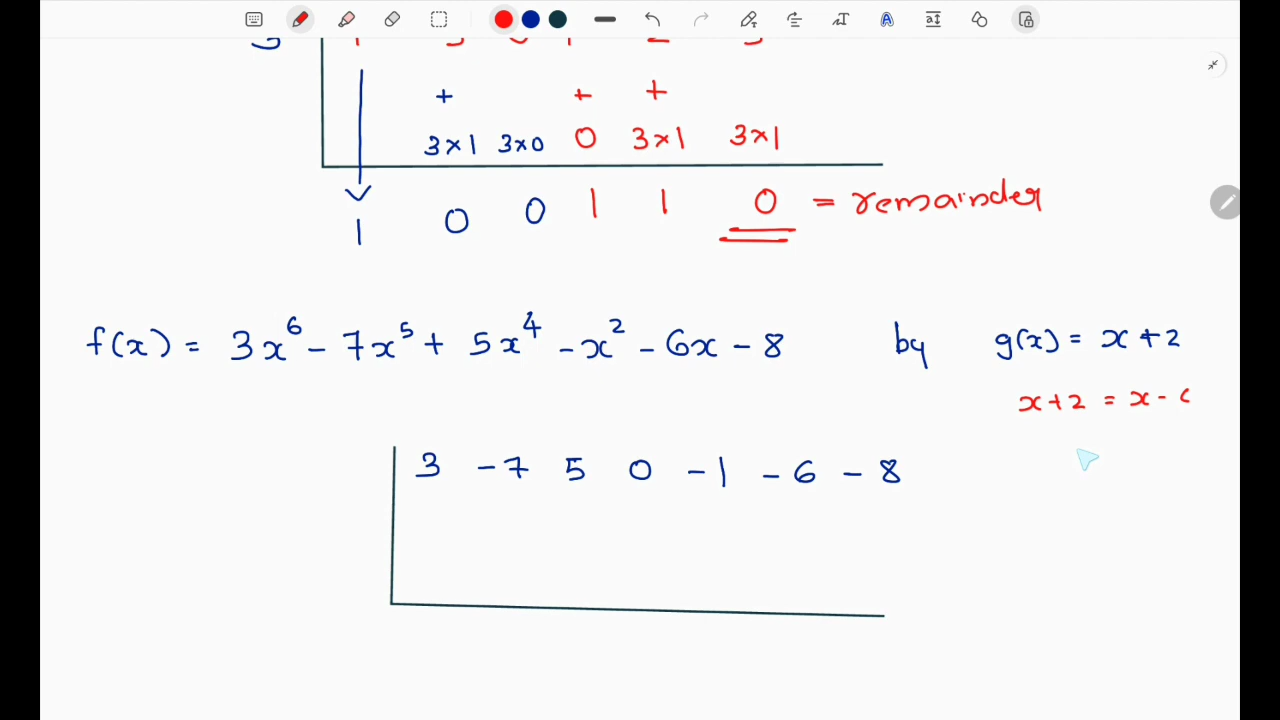 + + +
3×1 3×0 0 3×1 3×1
1 0 0 1 1 0 = remainder
f(x) = 3x⁶ - 7x⁵ + 5x⁴ - x² - 6x - 8 by g(x) = x + 2
x + 2 = x -
3 -7 5 0 -1 -6 -8